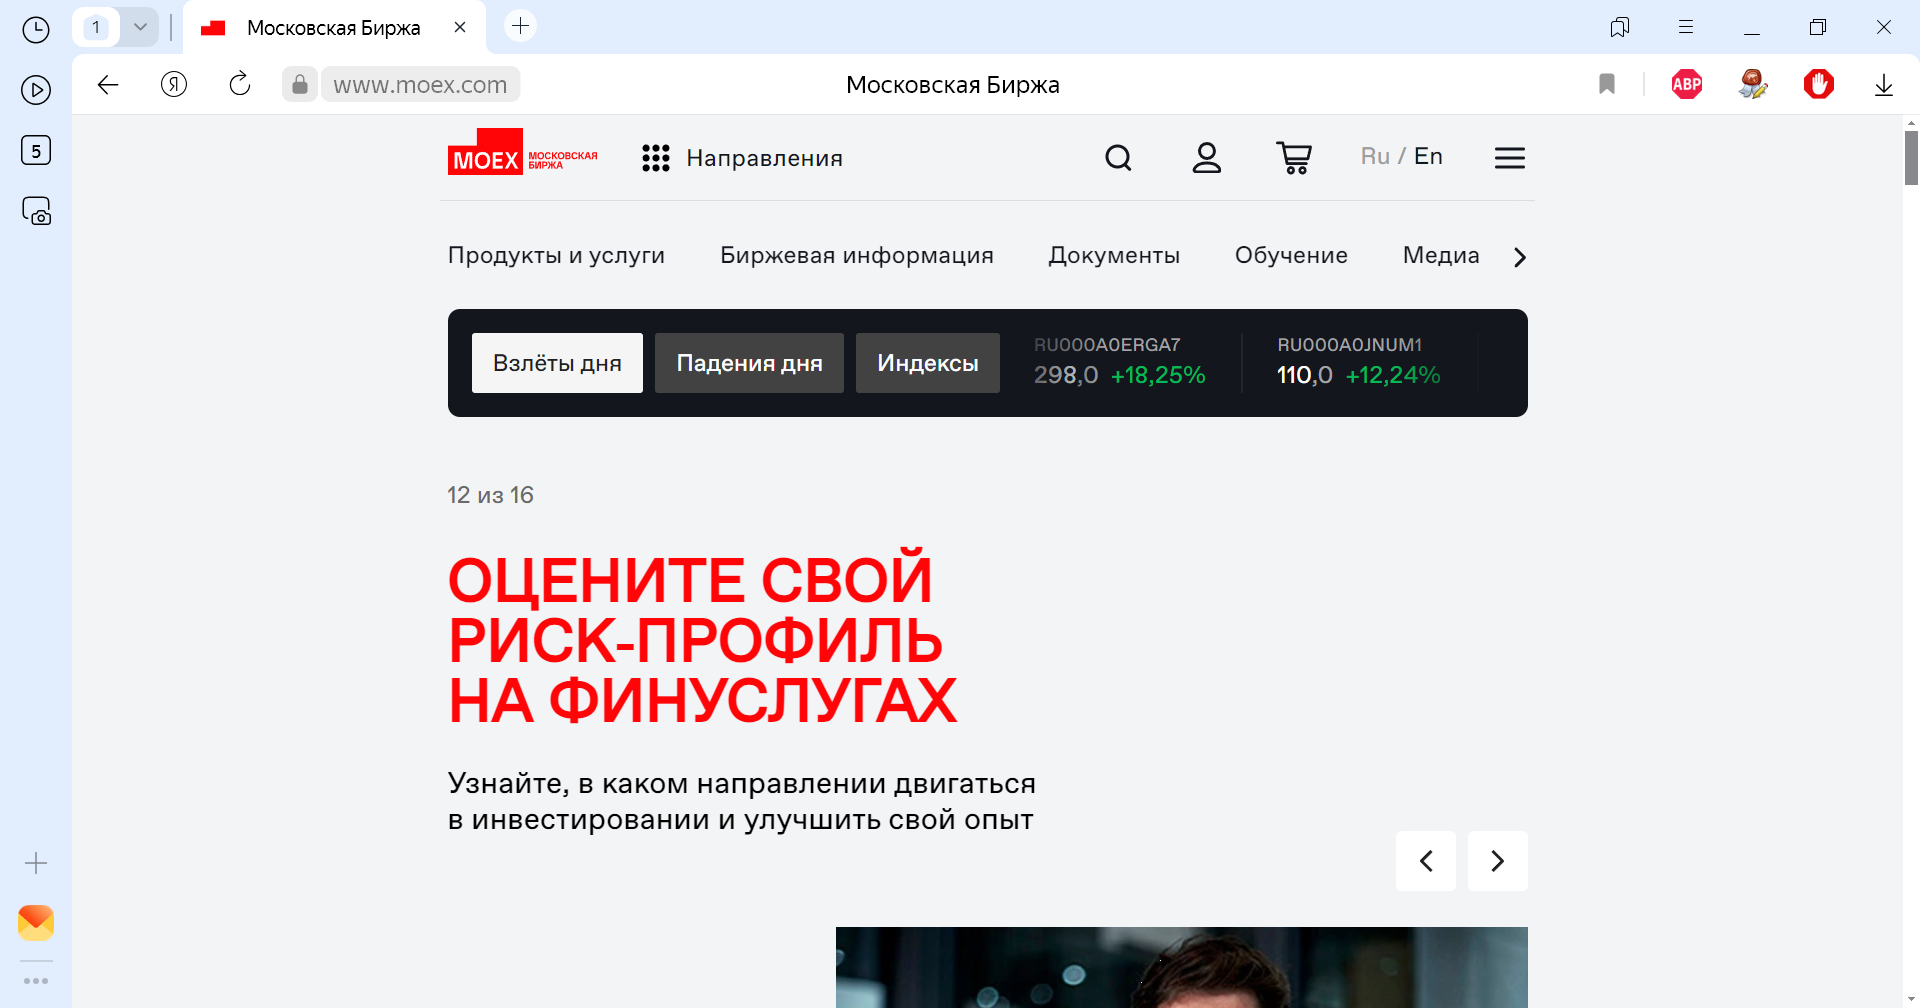 1
Московская Биржа
Я
www.moex.com
Московская Биржа
ABP
5
MOEX
МОСКОВСКАЯ
БИРЖА
Направления
Ru / En
Продукты и услуги
Биржевая информация
Документы
Обучение
Медиа
Взлёты дня
Падения дня
Индексы
RU000A0ERGA7
298,0 +18,25%
RU000A0JNUM1
110,0 +12,24%
12 из 16
ОЦЕНИТЕ СВОЙ
РИСК-ПРОФИЛЬ
НА ФИНУСЛУГАХ
Узнайте, в каком направлении двигаться
в инвестировании и улучшить свой опыт